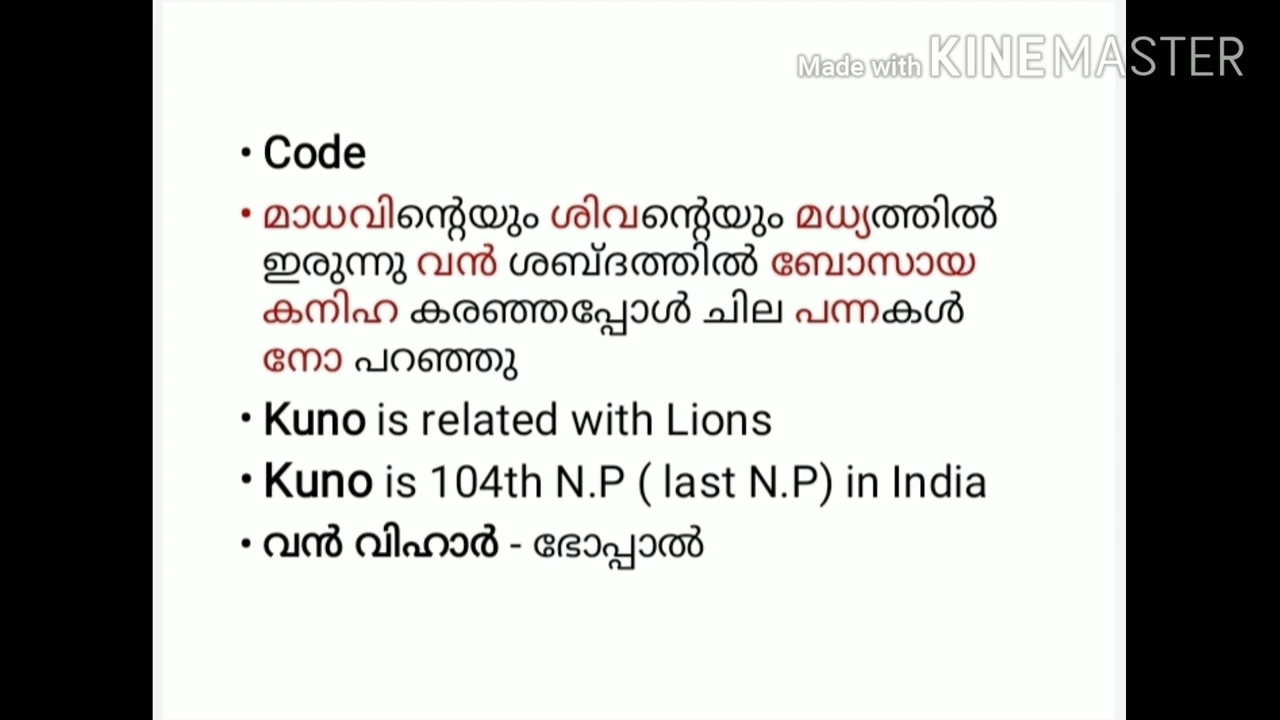 Made with KINEMASTER
• Code
• മാധവിന്റെയും ശിവന്റെയും മധ്യത്തിൽ
ഇരുന്നു വൻ ശബ്ദത്തിൽ ബോസായ
കനിഹ കരഞ്ഞപ്പോൾ ചില പന്നകൾ
നോ പറഞ്ഞു
• Kuno is related with Lions
• Kuno is 104th N.P ( last N.P) in India
• വൻ വിഹാർ - ഭോപ്പാൽ